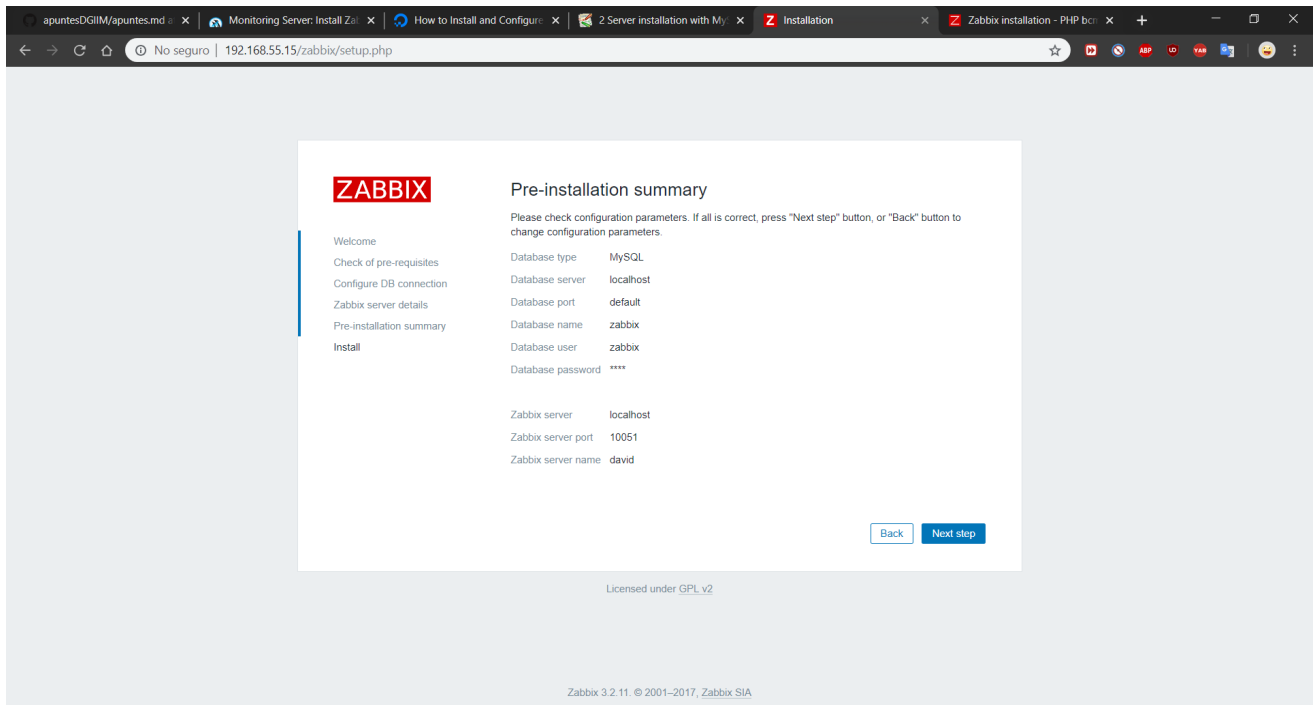 apuntesDGIIM/apuntes.md a
Monitoring Server: Install Zab
How to Install and Configure
2 Server installation with My
Installation
Zabbix installation - PHP bcm
No seguro | 192.168.55.15/zabbix/setup.php
ABP
UD
YAB
ZABBIX
Welcome
Check of pre-requisites
Configure DB connection
Zabbix server details
Pre-installation summary
Install
Pre-installation summary
Please check configuration parameters. If all is correct, press "Next step" button, or "Back" button to
change configuration parameters.
Database type MySQL
Database server localhost
Database port default
Database name zabbix
Database user zabbix
Database password ****
Zabbix server localhost
Zabbix server port 10051
Zabbix server name david
Back Next step
Licensed under GPL v2
Zabbix 3.2.11. © 2001–2017, Zabbix SIA